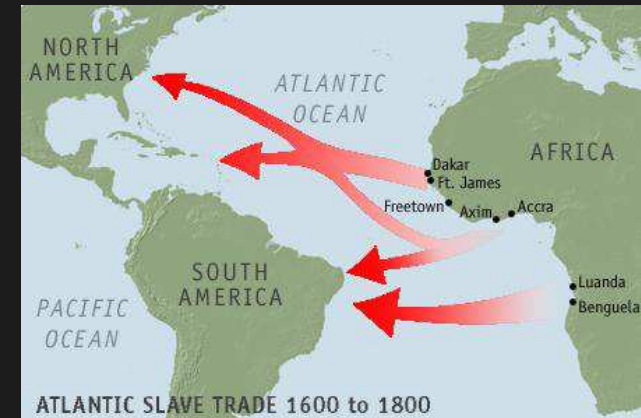 NORTH
AMERICA
ATLANTIC
OCEAN
AFRICA
Dakar
Ft. James
Freetown
Axim
Accra
SOUTH
AMERICA
Luanda
Benguela
PACIFIC
OCEAN
ATLANTIC SLAVE TRADE 1600 to 1800